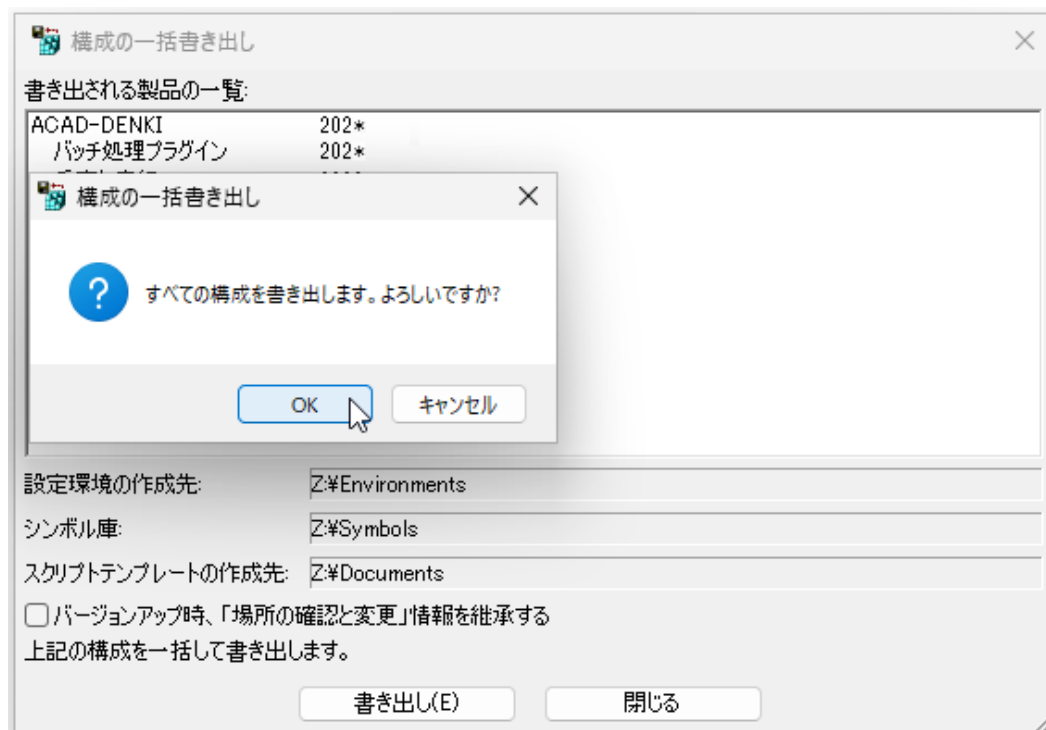 構成の一括書き出し
書き出される製品の一覧:
ACAD-DENKI 202*
バッチ処理プラグイン 202*
構成の一括書き出し
すべての構成を書き出します。よろしいですか?
OK キャンセル
設定環境の作成先: Z:¥Environments
シンボル庫: Z:¥Symbols
スクリプトテンプレートの作成先: Z:¥Documents
バージョンアップ時、「場所の確認と変更」情報を継承する
上記の構成を一括して書き出します。
書き出し(E) 閉じる